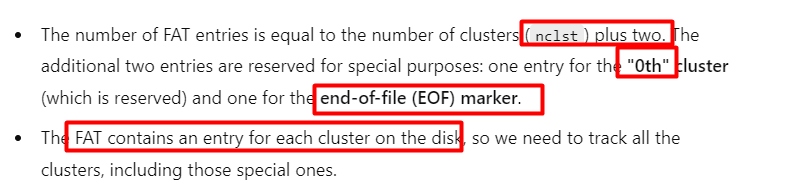 • The number of FAT entries is equal to the number of clusters (nclst) plus two. The
additional two entries are reserved for special purposes: one entry for the "0th" cluster
(which is reserved) and one for the end-of-file (EOF) marker.
• The FAT contains an entry for each cluster on the disk, so we need to track all the
clusters, including those special ones.